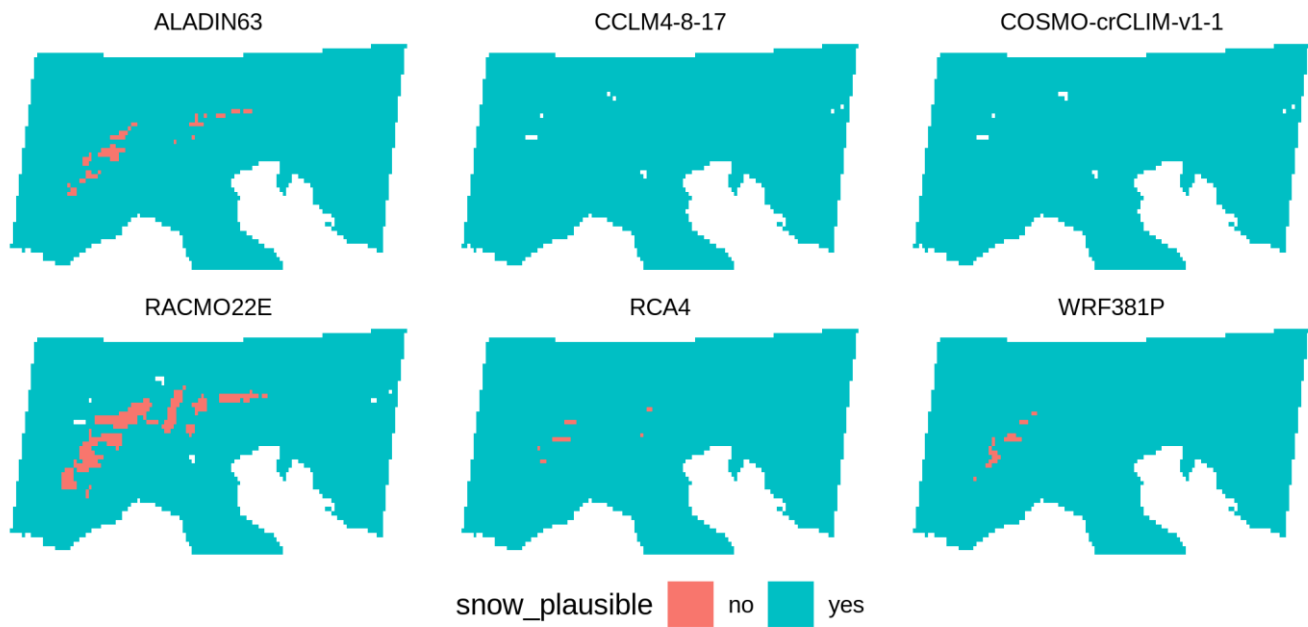 ALADIN63
CCLM4-8-17
COSMO-crCLIM-v1-1
RACMO22E
RCA4
WRF381P
snow_plausible no yes